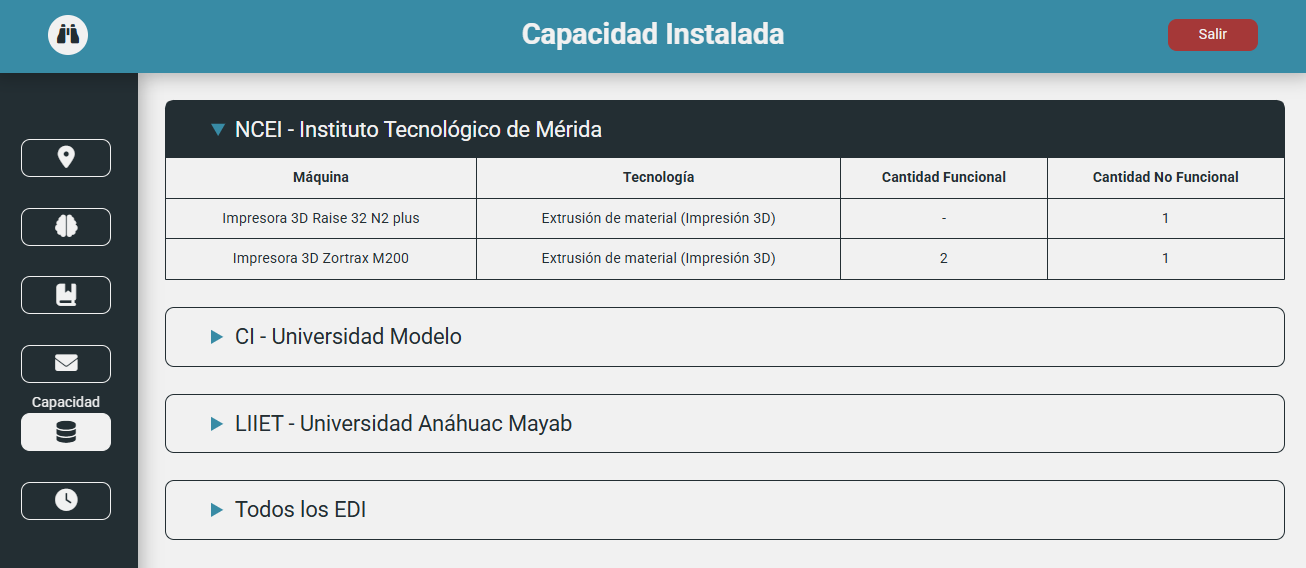 Capacidad Instalada
Salir
Capacidad
NCEI - Instituto Tecnológico de Mérida
Máquina Tecnología Cantidad Funcional Cantidad No Funcional
Impresora 3D Raise 32 N2 plus Extrusión de material (Impresión 3D) - 1
Impresora 3D Zortrax M200 Extrusión de material (Impresión 3D) 2 1
CI - Universidad Modelo
LIIET - Universidad Anáhuac Mayab
Todos los EDI